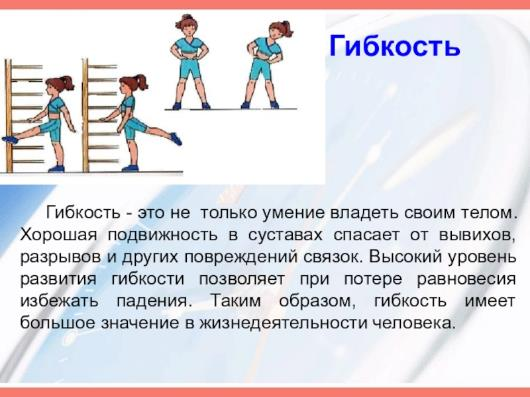 Гибкость
Гибкость - это не только умение владеть своим телом.
Хорошая подвижность в суставах спасает от вывихов,
разрывов и других повреждений связок. Высокий уровень
развития гибкости позволяет при потере равновесия
избежать падения. Таким образом, гибкость имеет
большое значение в жизнедеятельности человека.